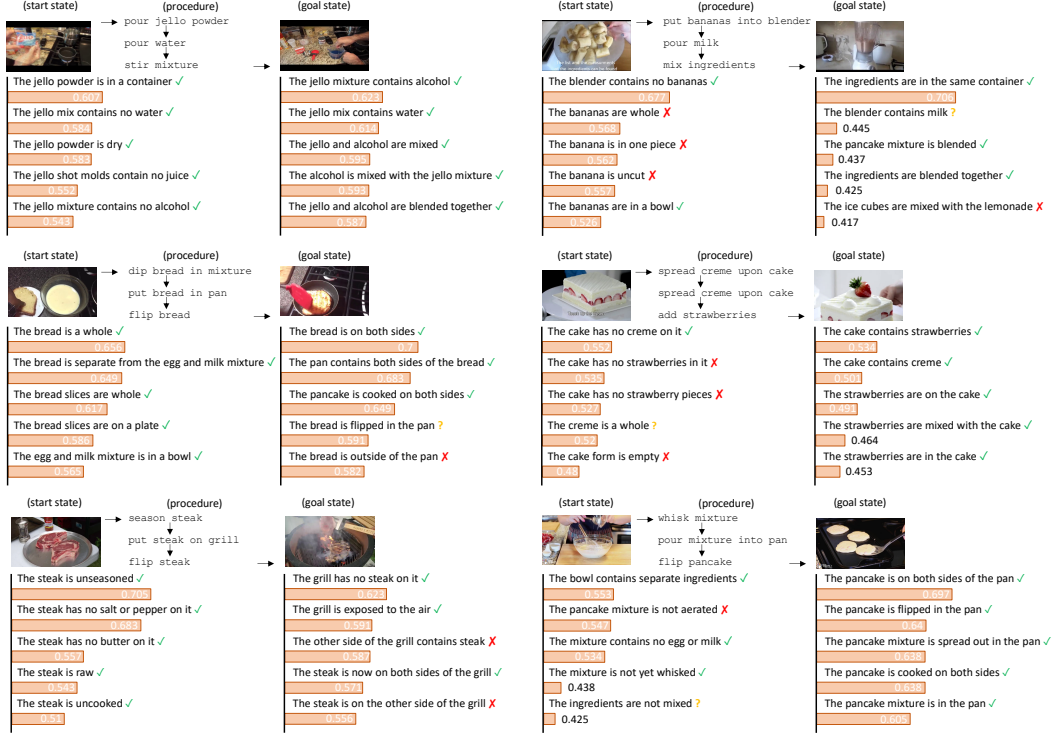 (start state) (procedure) (goal state)
pour jello powder
pour water
stir mixture
The jello powder is in a container ✓
0.607
The jello mix contains no water ✓
0.584
The jello powder is dry ✓
0.583
The jello shot molds contain no juice ✓
0.552
The jello mixture contains no alcohol ✓
0.543
The jello mixture contains alcohol ✓
0.623
The jello mix contains water ✓
0.614
The jello and alcohol are mixed ✓
0.595
The alcohol is mixed with the jello mixture ✓
0.593
The jello and alcohol are blended together ✓
0.587
(start state) (procedure) (goal state)
put bananas into blender
pour milk
mix ingredients
The blender contains no bananas ✓
0.677
The bananas are whole ✗
0.568
The banana is in one piece ✗
0.562
The banana is uncut ✗
0.557
The bananas are in a bowl ✓
0.526
The ingredients are in the same container ✓
0.706
The blender contains milk ?
0.445
The pancake mixture is blended ✓
0.437
The ingredients are blended together ✓
0.425
The ice cubes are mixed with the lemonade ✗
0.417
(start state) (procedure) (goal state)
dip bread in mixture
put bread in pan
flip bread
The bread is a whole ✓
0.656
The bread is separate from the egg and milk mixture ✓
0.649
The bread slices are whole ✓
0.617
The bread slices are on a plate ✓
0.586
The egg and milk mixture is in a bowl ✓
0.565
The bread is on both sides ✓
0.7
The pan contains both sides of the bread ✓
0.683
The pancake is cooked on both sides ✓
0.649
The bread is flipped in the pan ?
0.591
The bread is outside of the pan ✗
0.582
(start state) (procedure) (goal state)
spread creme upon cake
spread creme upon cake
add strawberries
The cake has no creme on it ✓
0.552
The cake has no strawberries in it ✗
0.535
The cake has no strawberry pieces ✗
0.527
The creme is a whole ?
0.52
The cake form is empty ✗
0.48
The cake contains strawberries ✓
0.534
The cake contains creme ✓
0.501
The strawberries are on the cake ✓
0.491
The strawberries are mixed with the cake ✓
0.464
The strawberries are in the cake ✓
0.453
(start state) (procedure) (goal state)
season steak
put steak on grill
flip steak
The steak is unseasoned ✓
0.705
The steak has no salt or pepper on it ✓
0.683
The steak has no butter on it ✓
0.557
The steak is raw ✓
0.543
The steak is uncooked ✓
0.51
The grill has no steak on it ✓
0.623
The grill is exposed to the air ✓
0.591
The other side of the grill contains steak ✗
0.587
The steak is now on both sides of the grill ✓
0.571
The steak is on the other side of the grill ✗
0.556
(start state) (procedure) (goal state)
whisk mixture
pour mixture into pan
flip pancake
The bowl contains separate ingredients ✓
0.553
The pancake mixture is not aerated ✗
0.547
The mixture contains no egg or milk ✓
0.534
The mixture is not yet whisked ✓
0.438
The ingredients are not mixed ?
0.425
The pancake is on both sides of the pan ✓
0.697
The pancake is flipped in the pan ✓
0.64
The pancake mixture is spread out in the pan ✓
0.638
The pancake is cooked on both sides ✓
0.638
The pancake mixture is in the pan ✓
0.605